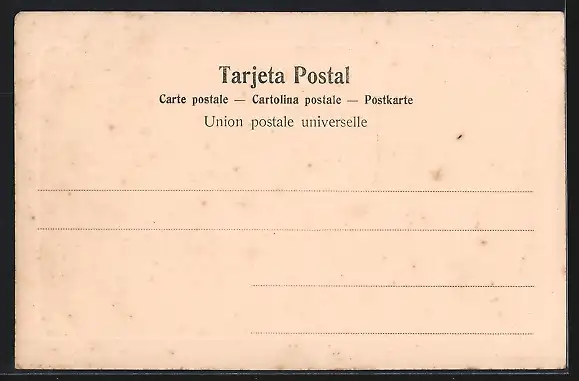 Tarjeta Postal
Carte postale — Cartolina postale — Postkarte
Union postale universelle